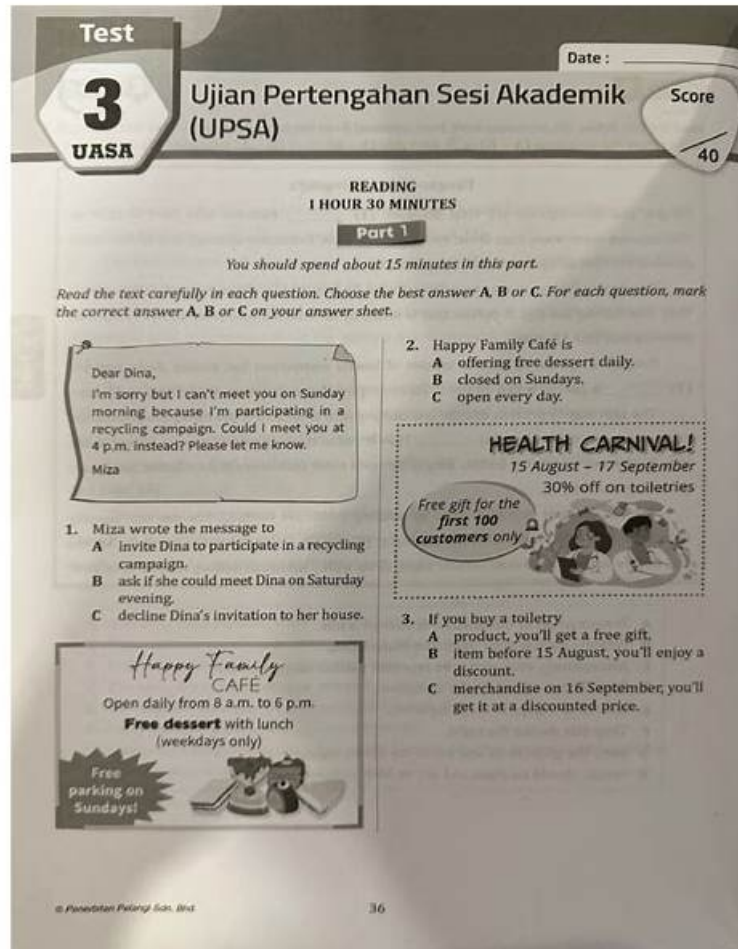 Test
3
UASA
Date :
Ujian Pertengahan Sesi Akademik
(UPSA)
Score
40
READING
1 HOUR 30 MINUTES
Part 1
You should spend about 15 minutes in this part.
Read the text carefully in each question. Choose the best answer A, B or C. For each question, mark
the correct answer A, B or C on your answer sheet.
Dear Dina,
I'm sorry but I can't meet you on Sunday
morning because I'm participating in a
recycling campaign. Could I meet you at
4 p.m. instead? Please let me know.
Miza
1. Miza wrote the message to
A invite Dina to participate in a recycling
campaign.
B ask if she could meet Dina on Saturday
evening.
C decline Dina's invitation to her house.
Happy Family
CAFÉ
Open daily from 8 a.m. to 6 p.m.
Free dessert with lunch
(weekdays only)
Free
parking on
Sundays!
2. Happy Family Café is
A offering free dessert daily.
B closed on Sundays.
C open every day.
HEALTH CARNIVAL!
15 August – 17 September
30% off on toiletries
Free gift for the
first 100
customers only
3. If you buy a toiletry
A product, you'll get a free gift.
B item before 15 August, you'll enjoy a
discount.
C merchandise on 16 September, you'll
get it at a discounted price.
© Penerbitan Pelangi Sdn. Bhd.
36